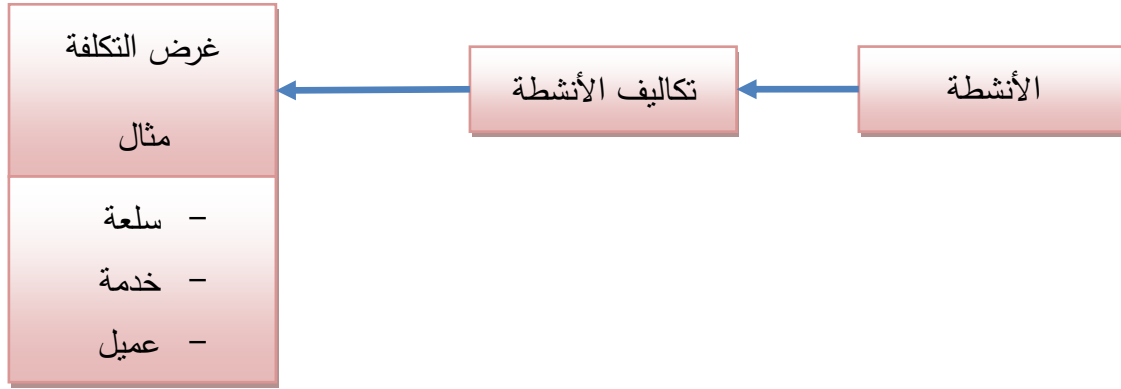 الأنشطة
تكاليف الأنشطة
غرض التكلفة
مثال
- سلعة
- خدمة
- عميل